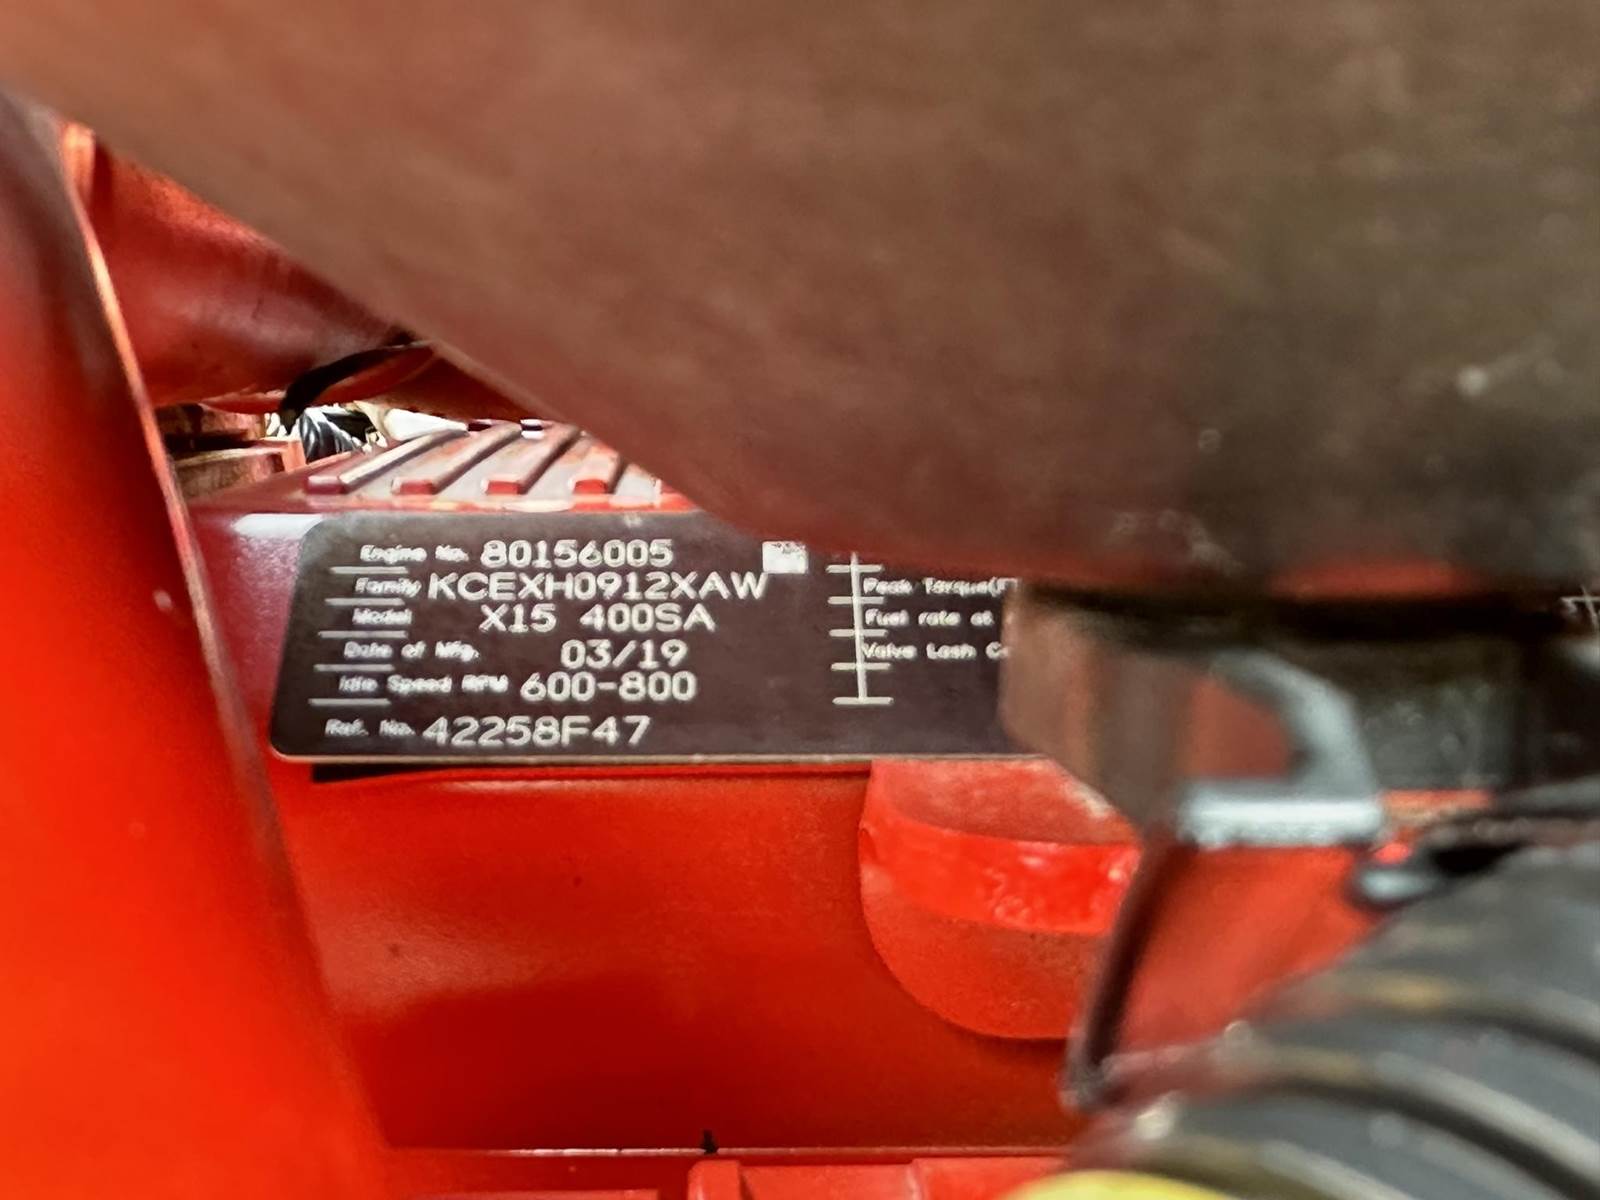 Engine No. 80156005
Family KCEXH0912XAW
Model X15 400SA
Date of Mfg. 03/19
Idle Speed RPM 600-800
Ref. No. 42258F47
Peak Torque(
Fuel rate at
Valve Lash